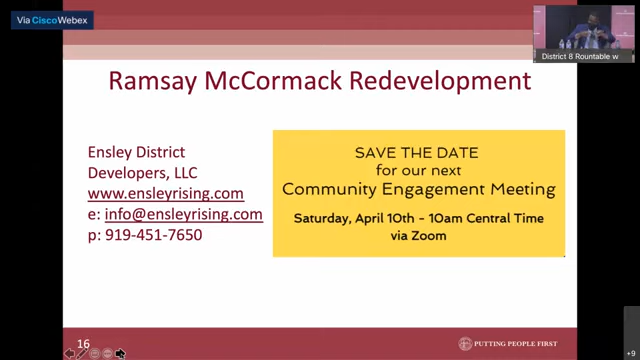 Via Cisco Webex
District 8 Roundtable w
Ramsay McCormack Redevelopment
Ensley District
Developers, LLC
www.ensleyrising.com
e: info@ensleyrising.com
p: 919-451-7650
SAVE THE DATE
for our next
Community Engagement Meeting
Saturday, April 10th - 10am Central Time
via Zoom
16
PUTTING PEOPLE FIRST
+9